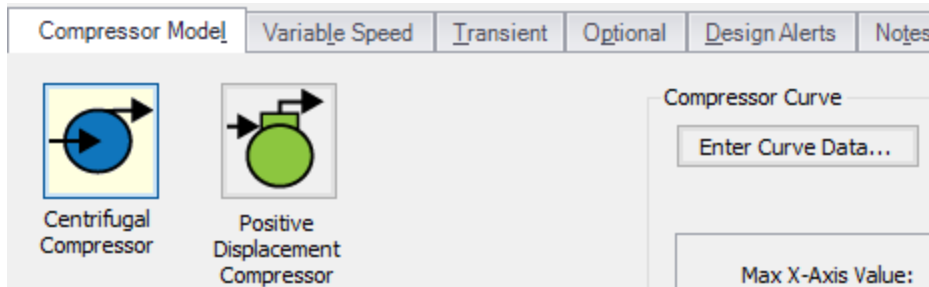 Compressor Model Variable Speed Transient Optional Design Alerts Notes
Compressor Curve
Enter Curve Data...
Centrifugal
Compressor
Positive
Displacement
Compressor
Max X-Axis Value: